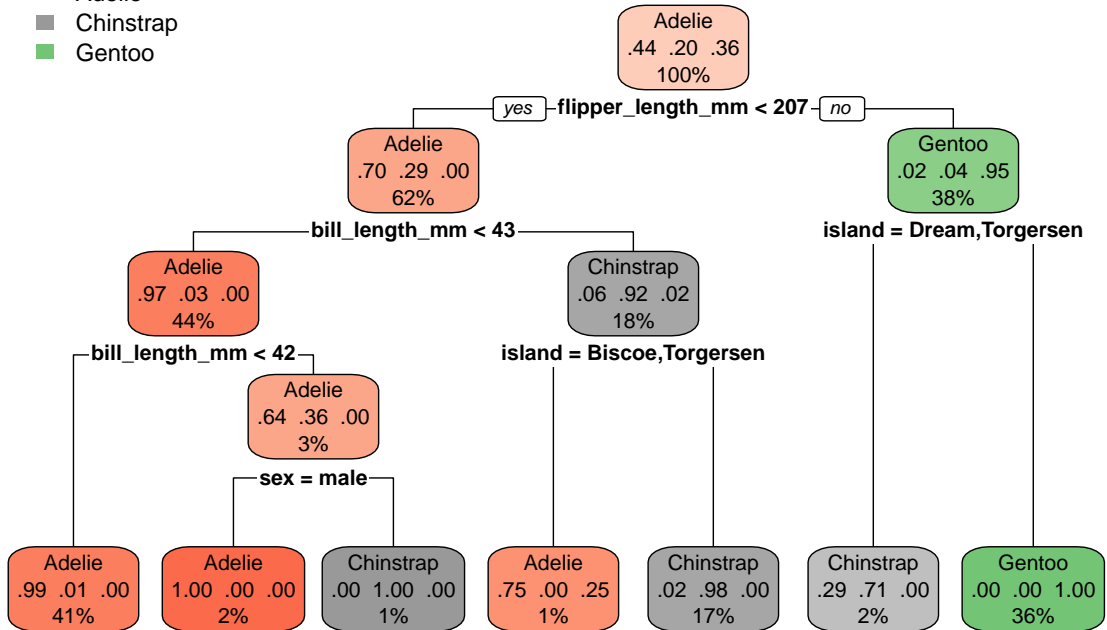 Chinstrap
Gentoo
Adelie
.44 .20 .36
100%
yes flipper_length_mm < 207 no
Adelie
.70 .29 .00
62%
Gentoo
.02 .04 .95
38%
bill_length_mm < 43
island = Dream,Torgersen
Adelie
.97 .03 .00
44%
Chinstrap
.06 .92 .02
18%
bill_length_mm < 42
island = Biscoe,Torgersen
Adelie
.64 .36 .00
3%
sex = male
Adelie
.99 .01 .00
41%
Adelie
1.00 .00 .00
2%
Chinstrap
.00 1.00 .00
1%
Adelie
.75 .00 .25
1%
Chinstrap
.02 .98 .00
17%
Chinstrap
.29 .71 .00
2%
Gentoo
.00 .00 1.00
36%